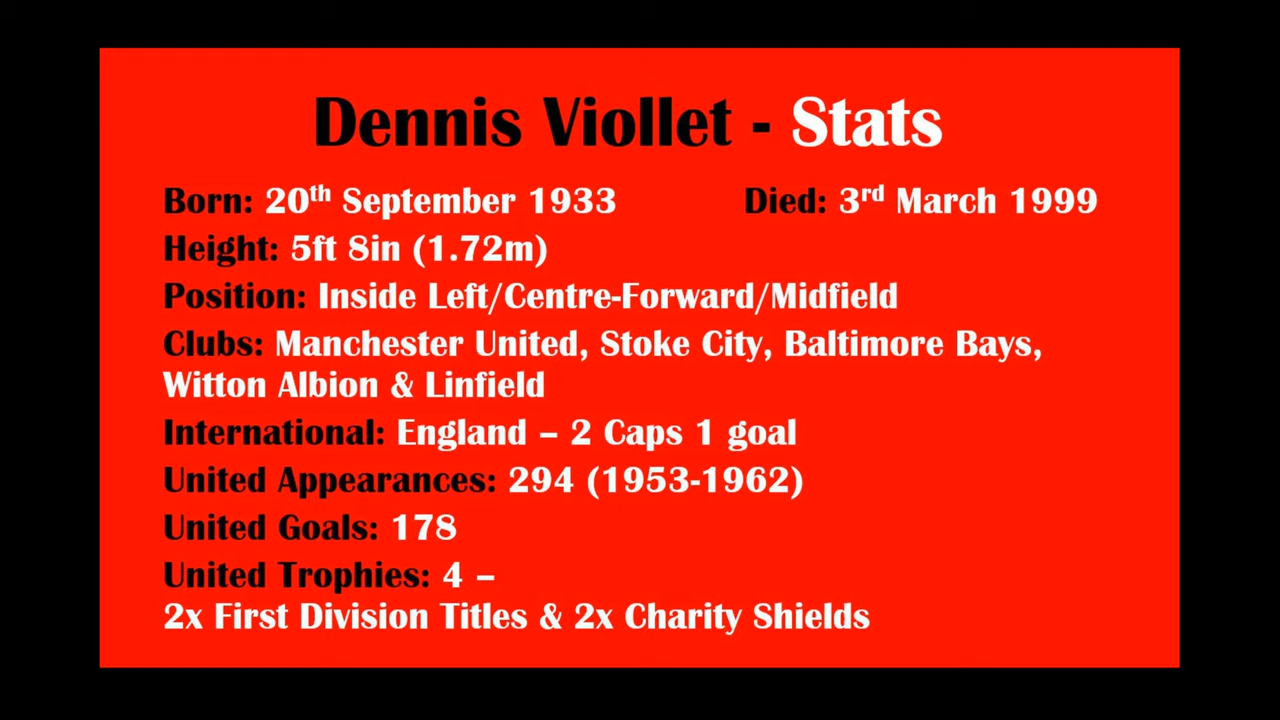 Dennis Viollet - Stats
Born: 20th September 1933 Died: 3rd March 1999
Height: 5ft 8in (1.72m)
Position: Inside Left/Centre-Forward/Midfield
Clubs: Manchester United, Stoke City, Baltimore Bays,
Witton Albion & Linfield
International: England – 2 Caps 1 goal
United Appearances: 294 (1953-1962)
United Goals: 178
United Trophies: 4 –
2x First Division Titles & 2x Charity Shields